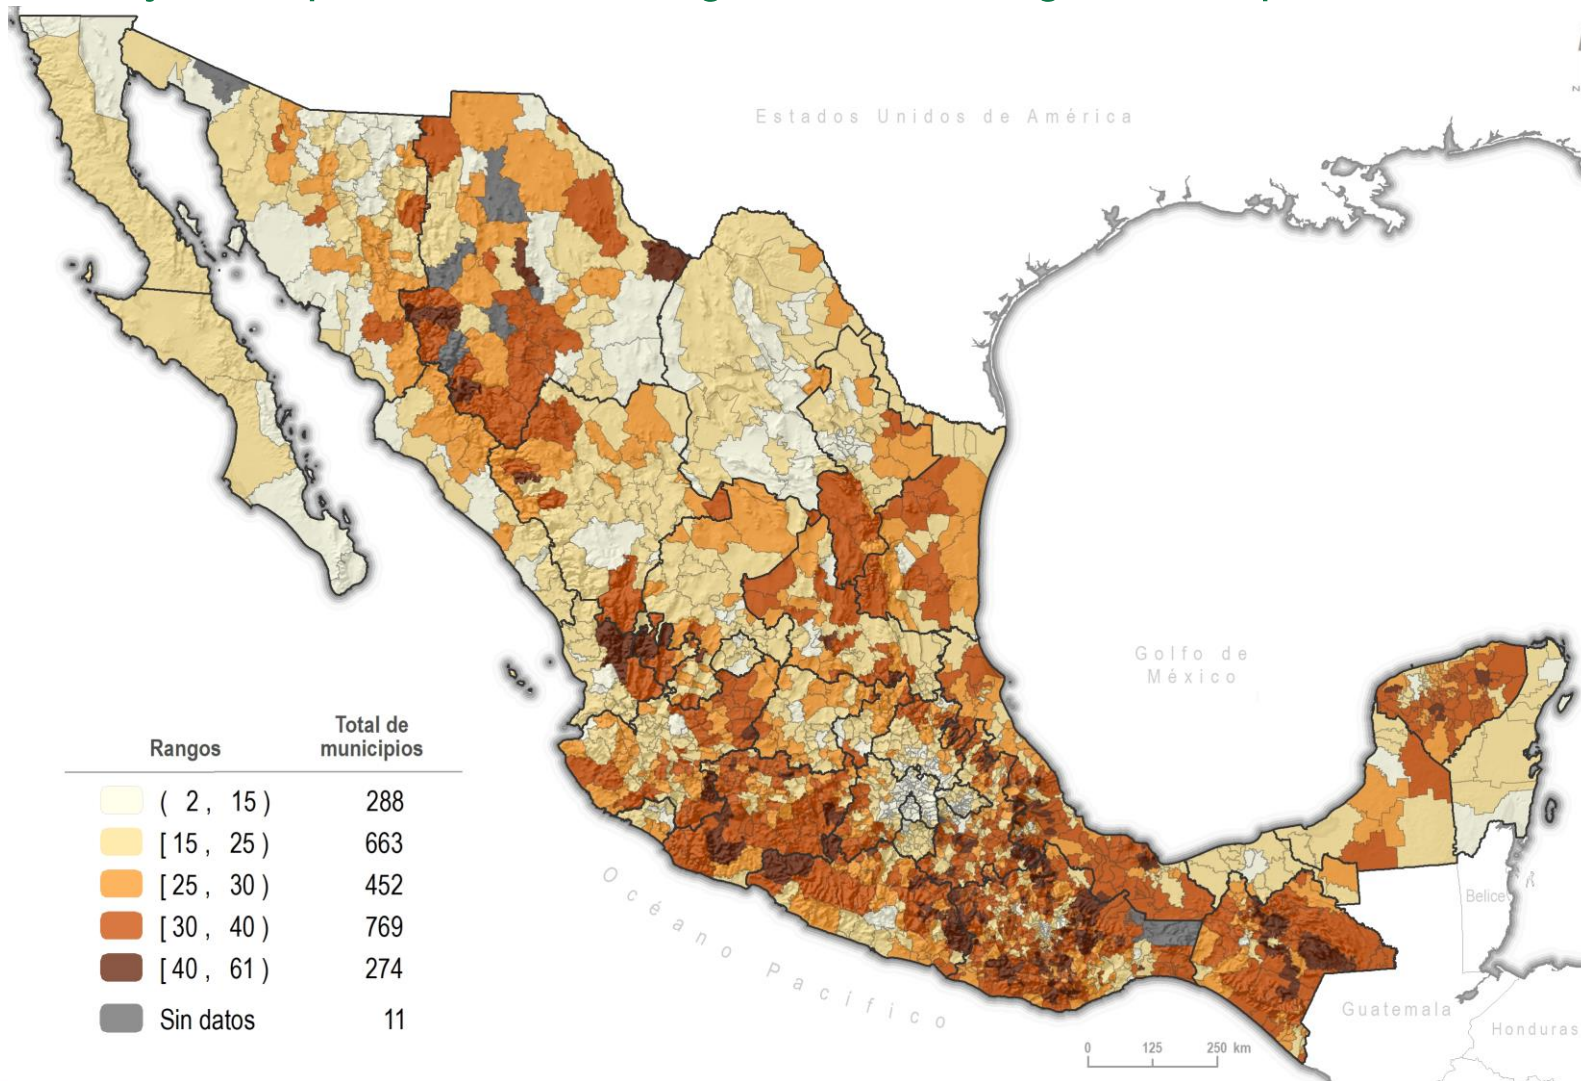 Estados Unidos de América
Golfo de
México
Rangos
Total de
municipios
( 2 , 15 ) 288
[ 15 , 25 ) 663
[ 25 , 30 ) 452
[ 30 , 40 ) 769
[ 40 , 61 ) 274
Sin datos 11
Océano Pacífico
Belice
Guatemala
Honduras
0 125 250 km